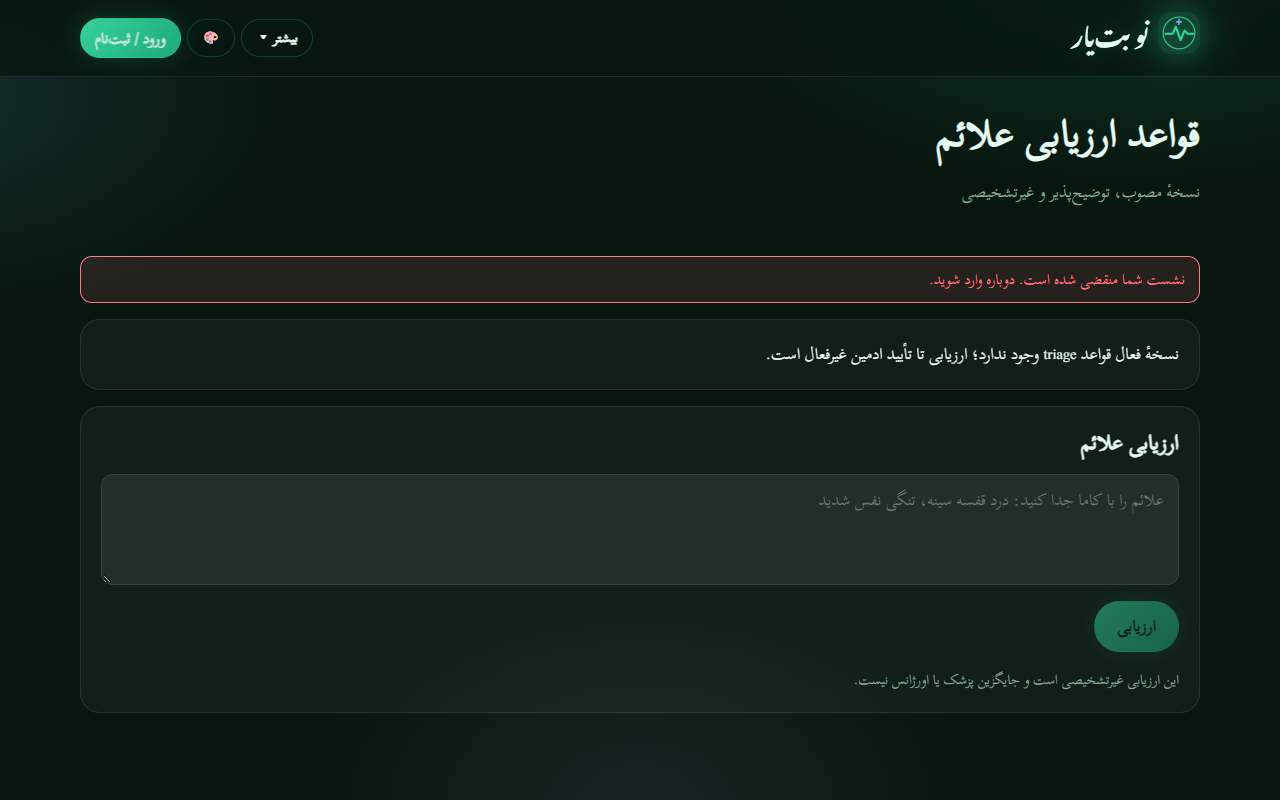 نوبت‌یار
بیشتر
ورود / ثبت‌نام
قواعد ارزیابی علائم
نسخهٔ مصوب، توضیح‌پذیر و غیرتشخیصی
نشست شما منقضی شده است. دوباره وارد شوید.
نسخهٔ فعال قواعد triage وجود ندارد؛ ارزیابی تا تأیید ادمین غیرفعال است.
ارزیابی علائم
علائم را با کاما جدا کنید: درد قفسه سینه، تنگی نفس شدید
ارزیابی
این ارزیابی غیرتشخیصی است و جایگزین پزشک یا اورژانس نیست.